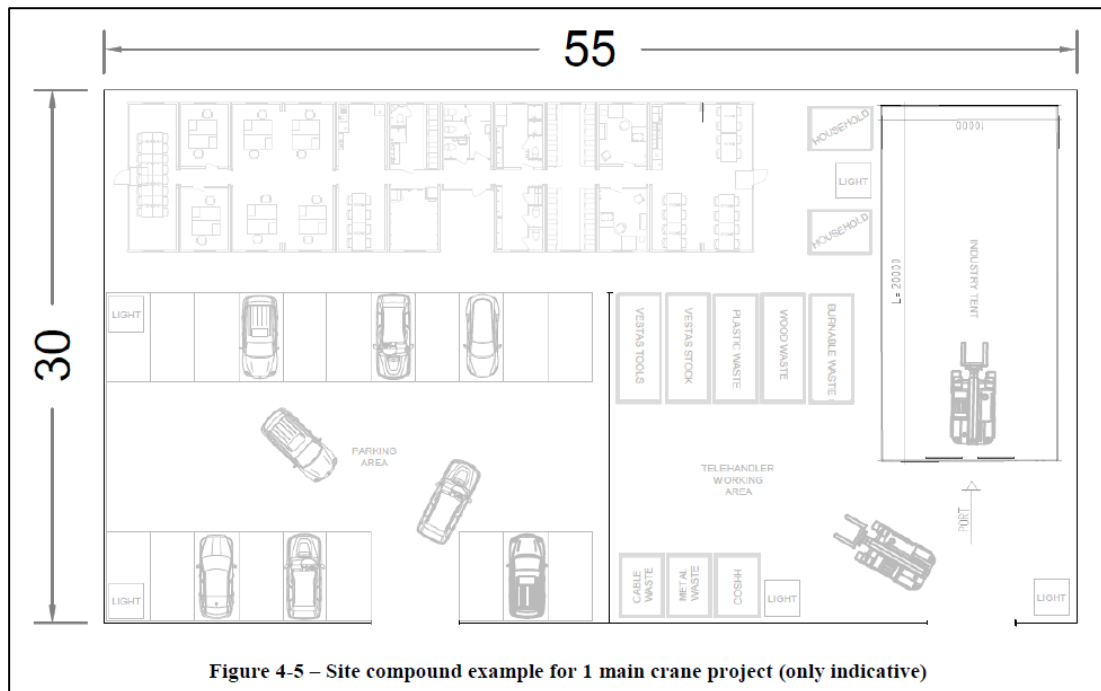 55
30
HOUSEHOLD
00001
LIGHT
HOUSEHOLD
INDUSTRY TENT
L= 20000
LIGHT
VESTAS TOOLS
VESTAS STOCK
PLASTIC WASTE
WOOD WASTE
BURNABLE WASTE
PARKING
AREA
TELEHANDLER
WORKING
AREA
PORT
LIGHT
CABLE
WASTE
METAL
WASTE
COSHH
LIGHT
LIGHT
Figure 4-5 – Site compound example for 1 main crane project (only indicative)